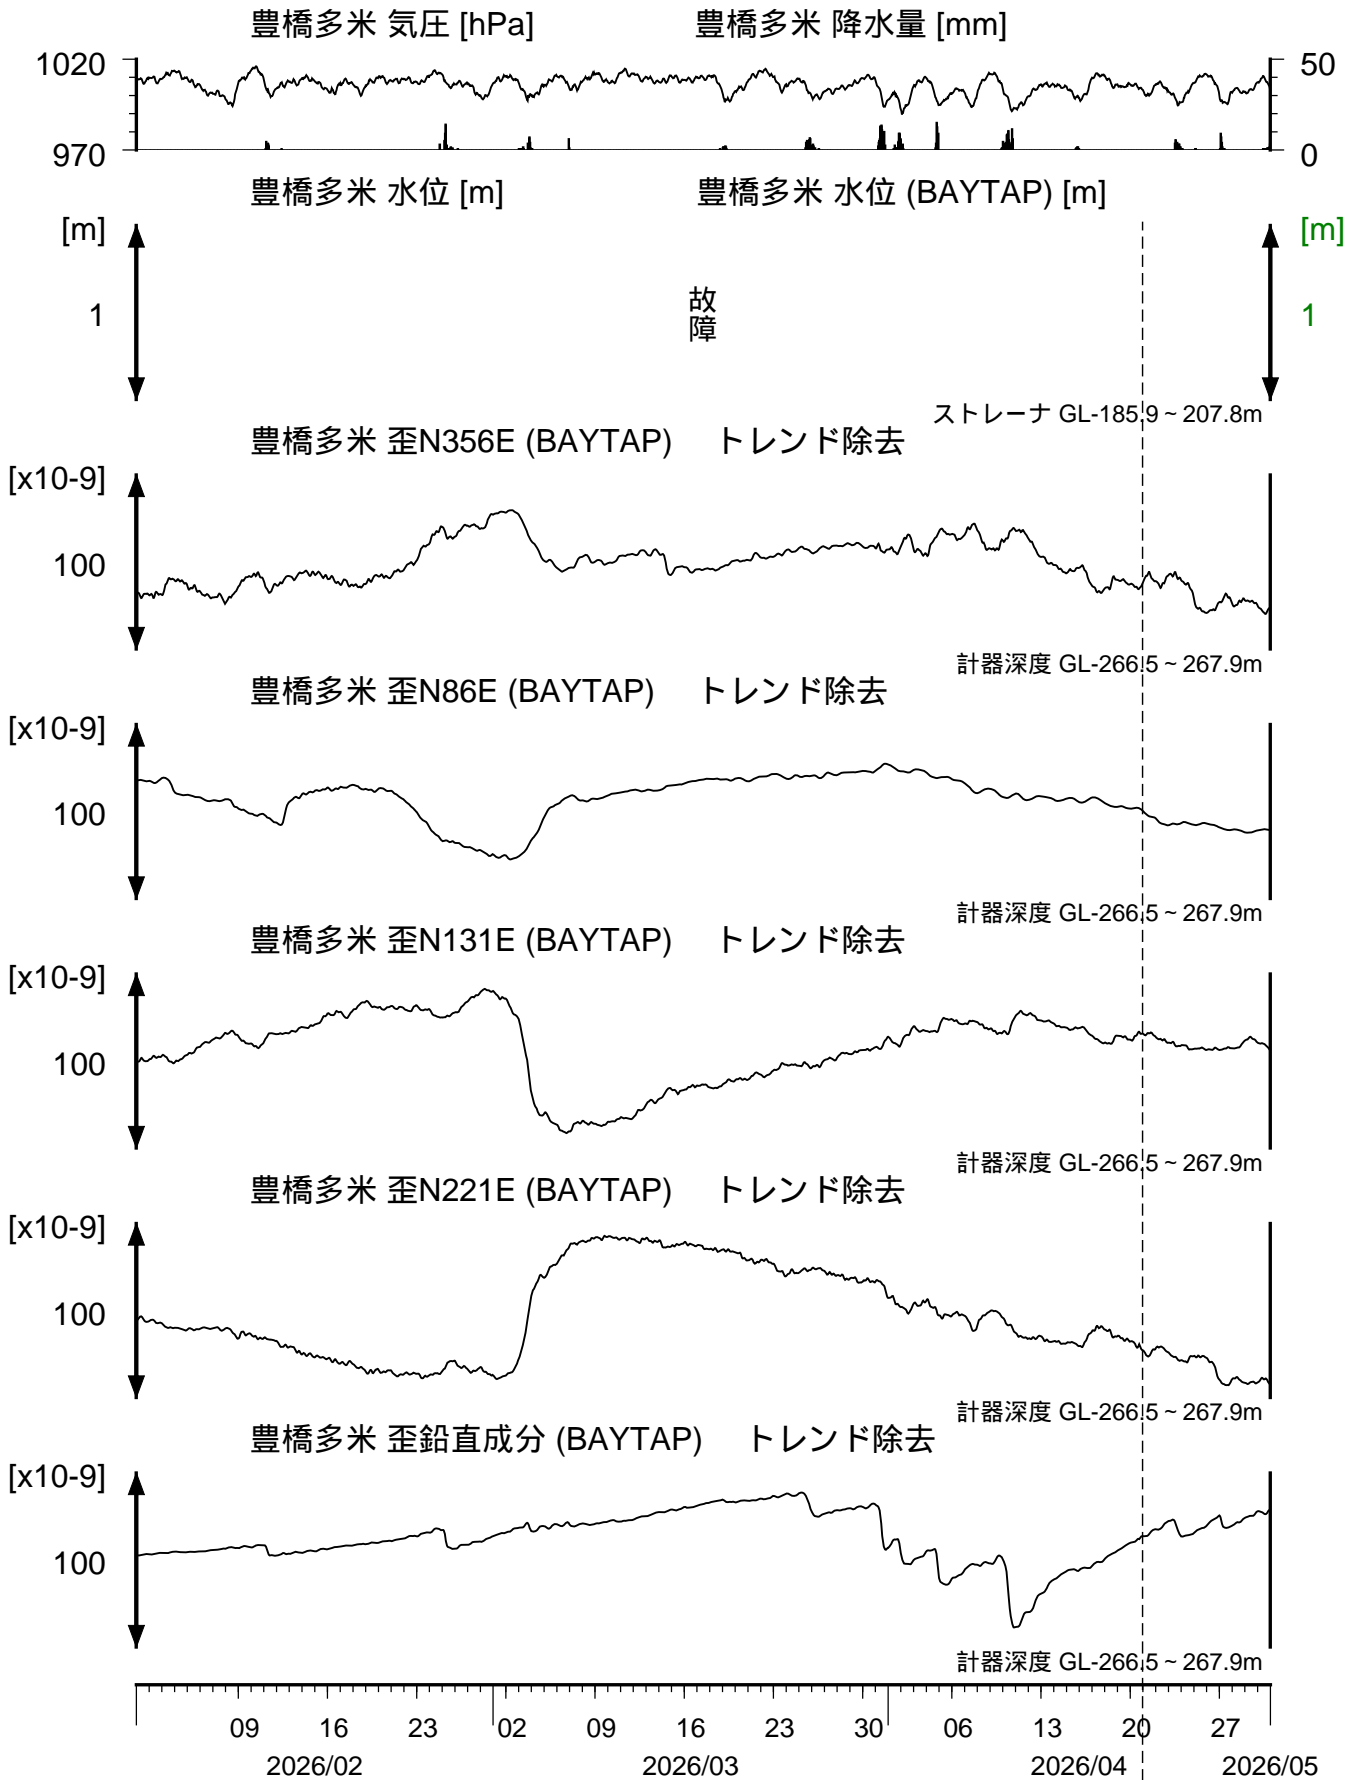 豊橋多米 気圧 [hPa] 豊橋多米 降水量 [mm]
1020 50
970 0
豊橋多米 水位 [m] 豊橋多米 水位 (BAYTAP) [m]
[m] [m]
1 故障 1
ストレーナ GL-185.9 ~ 207.8m
豊橋多米 歪N356E (BAYTAP) トレンド除去
[x10-9]
100
計器深度 GL-266.5 ~ 267.9m
豊橋多米 歪N86E (BAYTAP) トレンド除去
[x10-9]
100
計器深度 GL-266.5 ~ 267.9m
豊橋多米 歪N131E (BAYTAP) トレンド除去
[x10-9]
100
計器深度 GL-266.5 ~ 267.9m
豊橋多米 歪N221E (BAYTAP) トレンド除去
[x10-9]
100
計器深度 GL-266.5 ~ 267.9m
豊橋多米 歪鉛直成分 (BAYTAP) トレンド除去
[x10-9]
100
計器深度 GL-266.5 ~ 267.9m
09 16 23 02 09 16 23 30 06 13 20 27
2026/02 2026/03 2026/04 2026/05